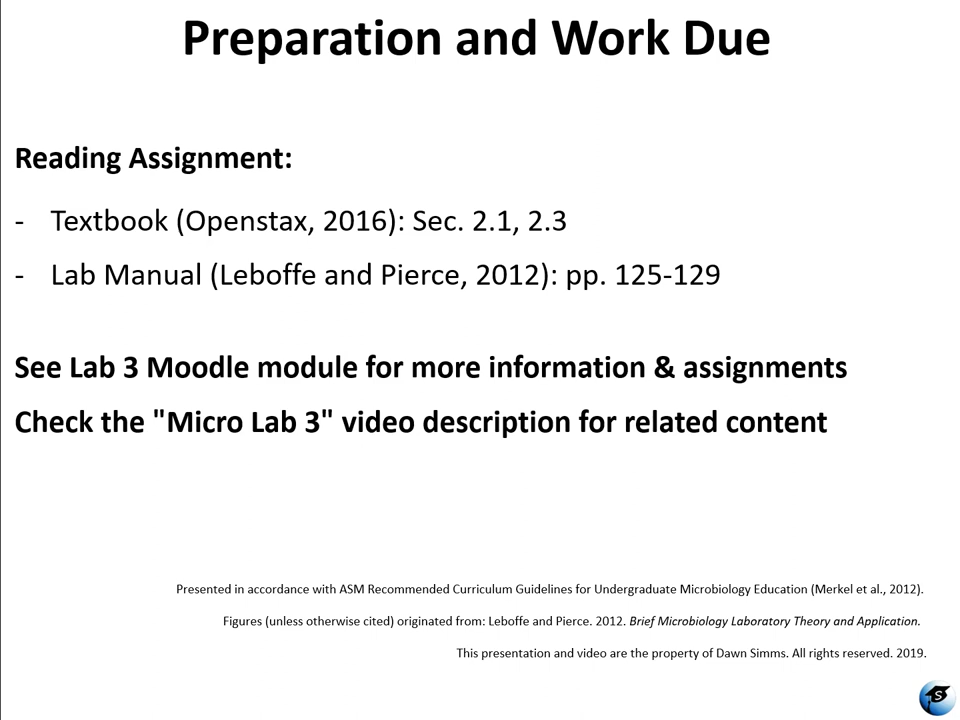 Preparation and Work Due
Reading Assignment:
- Textbook (Openstax, 2016): Sec. 2.1, 2.3
- Lab Manual (Leboffe and Pierce, 2012): pp. 125-129
See Lab 3 Moodle module for more information & assignments
Check the "Micro Lab 3" video description for related content
Presented in accordance with ASM Recommended Curriculum Guidelines for Undergraduate Microbiology Education (Merkel et al., 2012).
Figures (unless otherwise cited) originated from: Leboffe and Pierce. 2012. Brief Microbiology Laboratory Theory and Application.
This presentation and video are the property of Dawn Simms. All rights reserved. 2019.
S